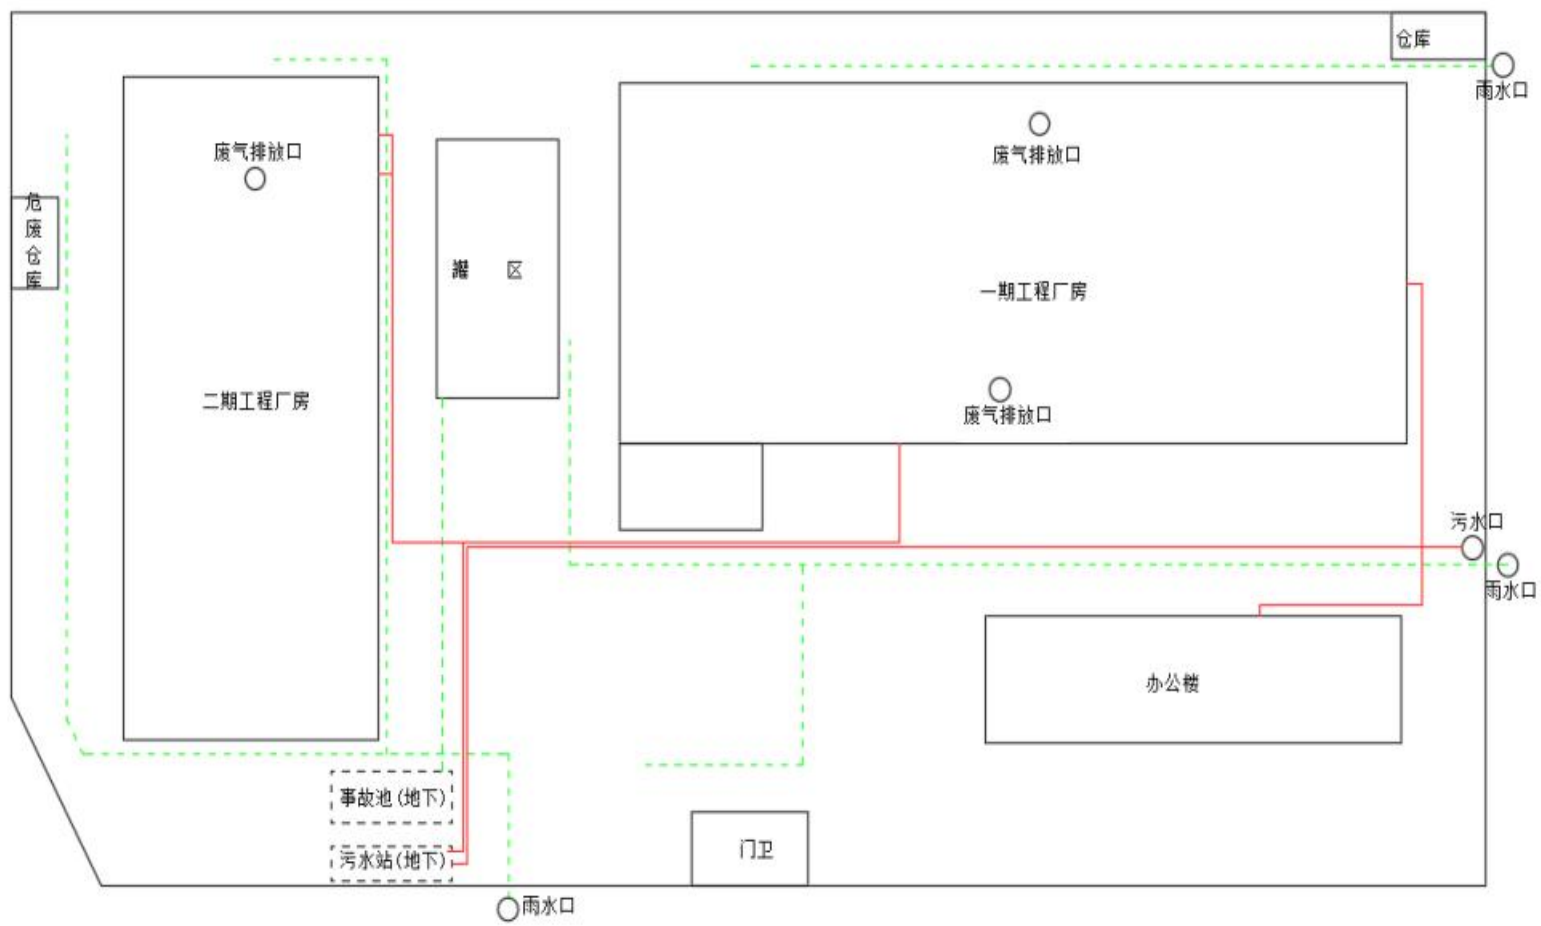 仓库
雨水口
废气排放口
废气排放口
危
废
仓
库
罐 区
一期工程厂房
二期工程厂房
废气排放口
污水口
雨水口
办公楼
事故池(地下)
污水站(地下)
门卫
雨水口